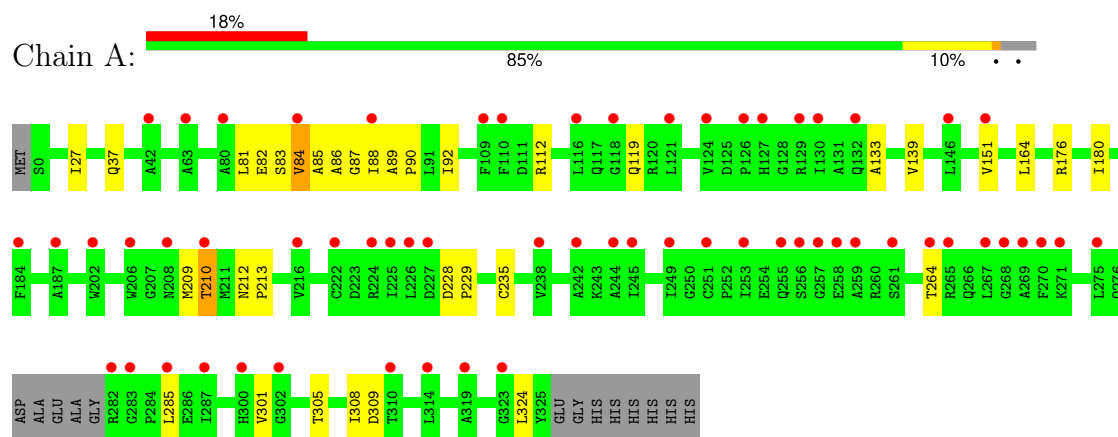 18%
Chain A:
85% 10% • •
MET S0 I27 Q37 A42 A63 A80 L81 E82 S83 V84 A85 A86 G87 I88 A89 P90 L91 I92 F109 F110 D111 R112 L116 Q117 G118 Q119 R120 L121 V124 D125 P126 H127 G128 R129 I130 A131 Q132 A133 V139 L146 V151 L164 R176 I180
F184 A187 W202 W206 G207 N208 M209 T210 M211 N212 P213 V216 C222 D223 R224 I225 L226 D227 D228 P229 C235 V238 A242 K243 A244 I245 I249 G250 C251 P252 I253 E254 Q255 S256 G257 E258 A259 R260 S261 T264 R265 Q266 L267 G268 A269 F270 K271 L275
ASP ALA GLU ALA GLY R282 G283 P284 L285 E286 I287 H300 V301 G302 T305 I308 D309 T310 L314 A319 G323 L324 Y325 GLU GLY HIS HIS HIS HIS HIS HIS